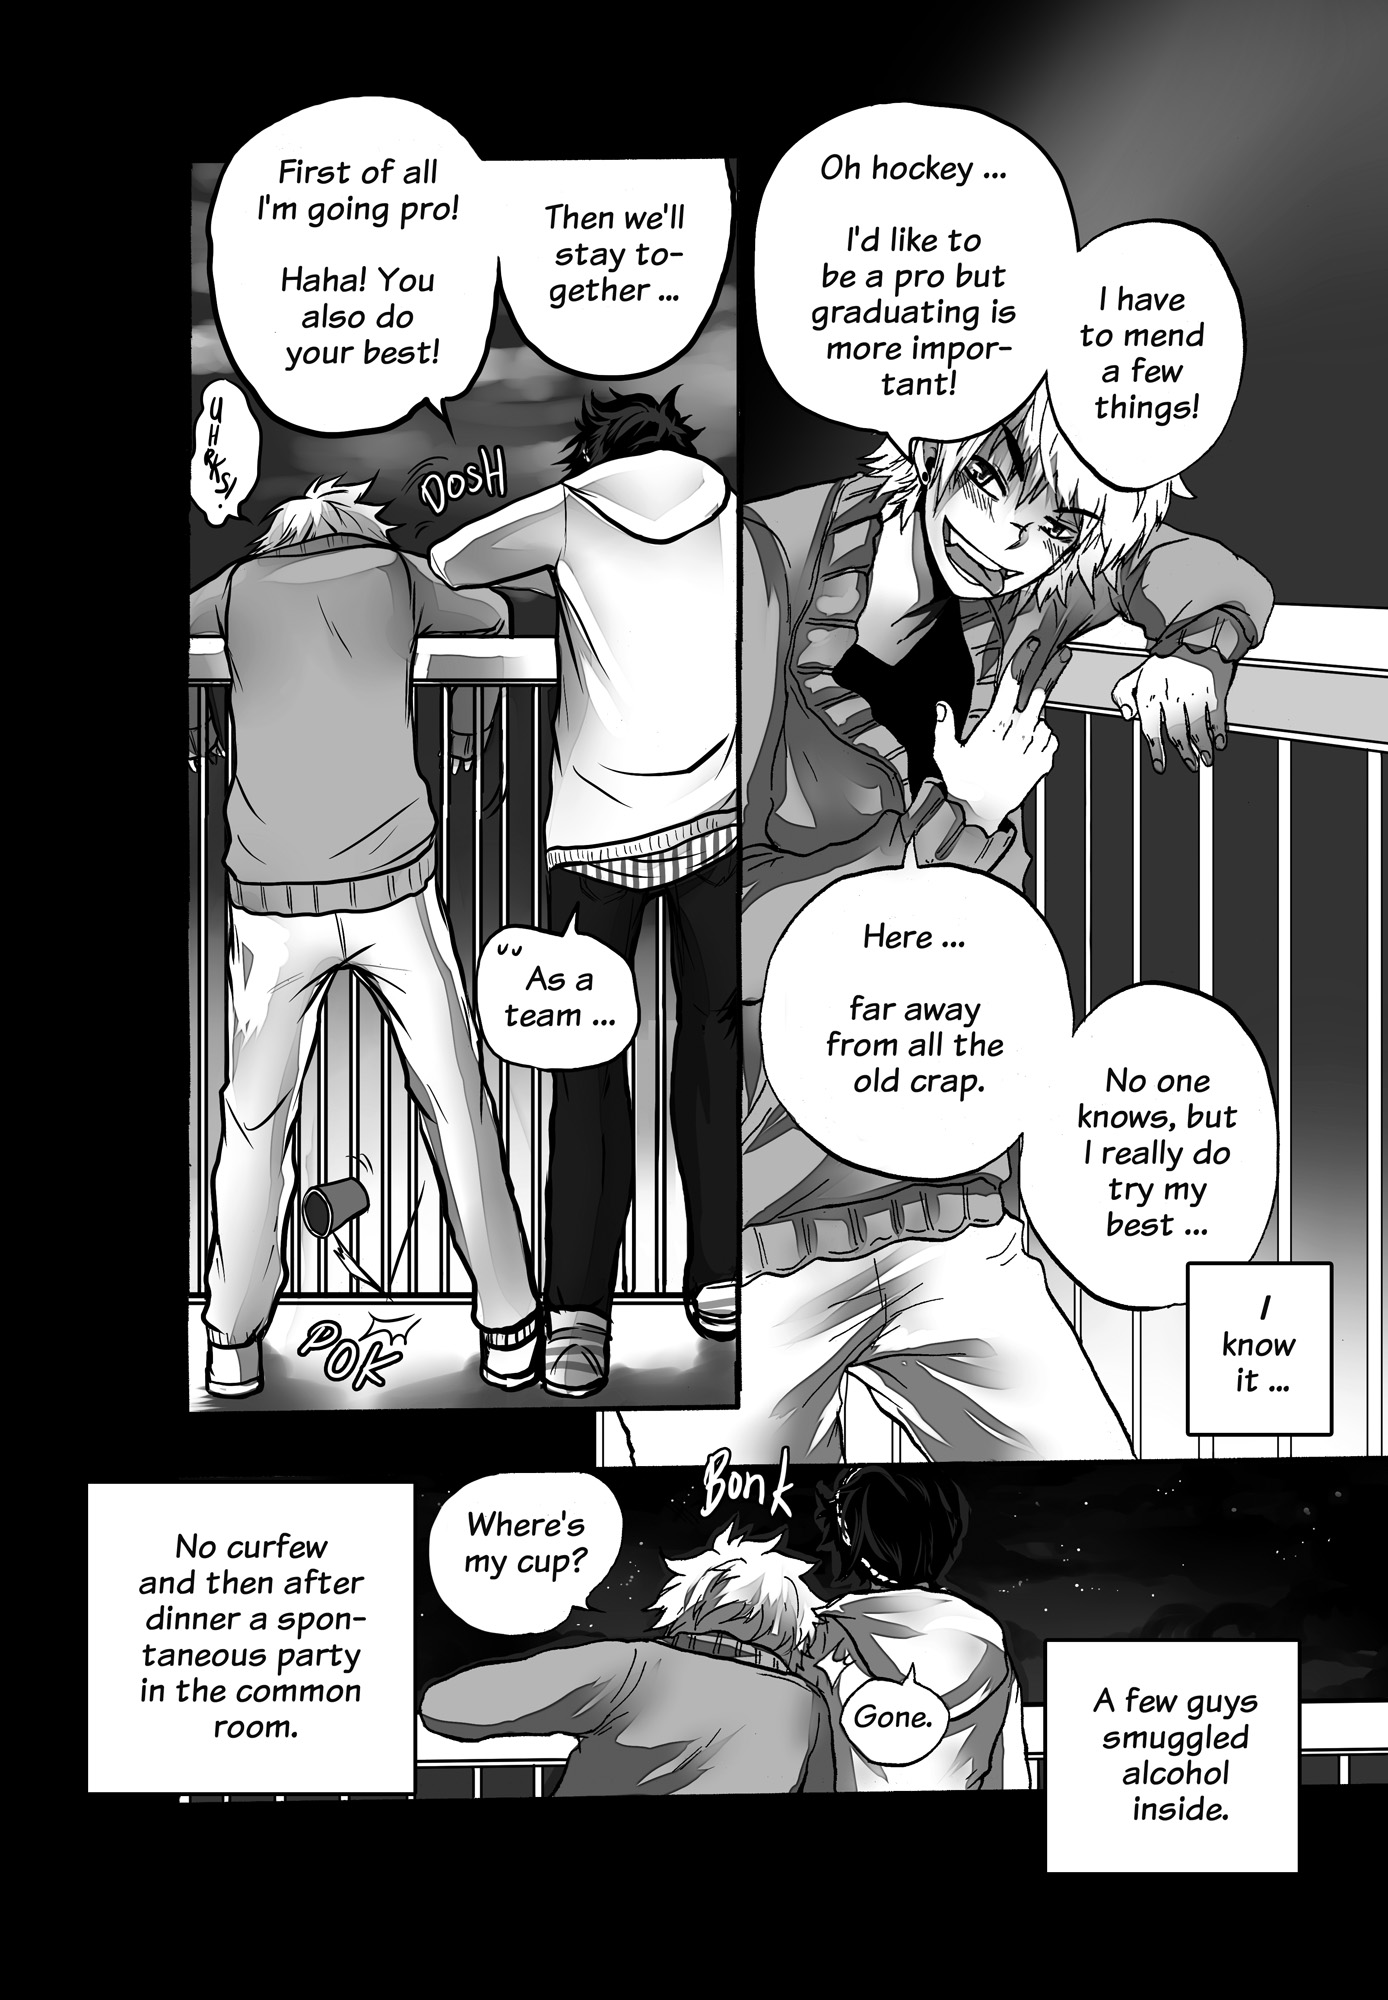 Oh hockey ...
I'd like to
be a pro but
graduating is
more impor-
tant!
I have
to mend
a few
things!
Here ...
far away
from all the
old crap.
No one
knows, but
I really do
try my
best ...
I
know
it ...
Then we'll
stay to-
gether ...
First of all
I'm going pro!
Haha! You
also do
your best!
DOSH
UHRKS!
As a
team ...
POK
Bonk
Where's
my cup?
Gone.
No curfew
and then after
dinner a spon-
taneous party
in the common
room.
A few guys
smuggled
alcohol
inside.